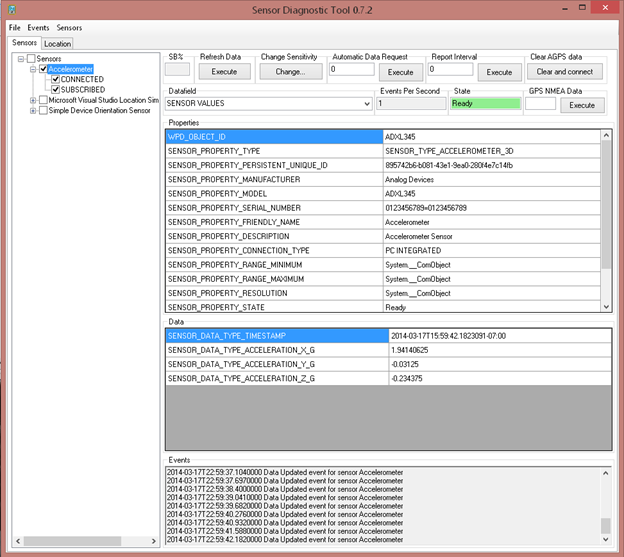 Sensor Diagnostic Tool 0.7.2
File Events Sensors
Sensors Location
Sensors
Accelerometer
CONNECTED
SUBSCRIBED
Microsoft Visual Studio Location Sim
Simple Device Orientation Sensor
SB% Refresh Data Change Sensitivity Automatic Data Request Report Interval Clear AGPS data
Execute Change... 0 Execute 0 Execute Clear and connect
Datafield Events Per Second State GPS NMEA Data
SENSOR VALUES 1 Ready Execute
Properties
WPD_OBJECT_ID ADXL345
SENSOR_PROPERTY_TYPE SENSOR_TYPE_ACCELEROMETER_3D
SENSOR_PROPERTY_PERSISTENT_UNIQUE_ID 895742b6-b081-43e1-9ea0-280f4e7c14fb
SENSOR_PROPERTY_MANUFACTURER Analog Devices
SENSOR_PROPERTY_MODEL ADXL345
SENSOR_PROPERTY_SERIAL_NUMBER 0123456789=0123456789
SENSOR_PROPERTY_FRIENDLY_NAME Accelerometer
SENSOR_PROPERTY_DESCRIPTION Accelerometer Sensor
SENSOR_PROPERTY_CONNECTION_TYPE PC INTEGRATED
SENSOR_PROPERTY_RANGE_MINIMUM System.__ComObject
SENSOR_PROPERTY_RANGE_MAXIMUM System.__ComObject
SENSOR_PROPERTY_RESOLUTION System.__ComObject
SENSOR_PROPERTY_STATE Ready
Data
SENSOR_DATA_TYPE_TIMESTAMP 2014-03-17T15:59:42.1823091-07:00
SENSOR_DATA_TYPE_ACCELERATION_X_G 1.94140625
SENSOR_DATA_TYPE_ACCELERATION_Y_G -0.03125
SENSOR_DATA_TYPE_ACCELERATION_Z_G -0.234375
Events
2014-03-17T22:59:37.1040000 Data Updated event for sensor Accelerometer
2014-03-17T22:59:37.6970000 Data Updated event for sensor Accelerometer
2014-03-17T22:59:38.4000000 Data Updated event for sensor Accelerometer
2014-03-17T22:59:39.0410000 Data Updated event for sensor Accelerometer
2014-03-17T22:59:39.6820000 Data Updated event for sensor Accelerometer
2014-03-17T22:59:40.2760000 Data Updated event for sensor Accelerometer
2014-03-17T22:59:40.9320000 Data Updated event for sensor Accelerometer
2014-03-17T22:59:41.5880000 Data Updated event for sensor Accelerometer
2014-03-17T22:59:42.1820000 Data Updated event for sensor Accelerometer